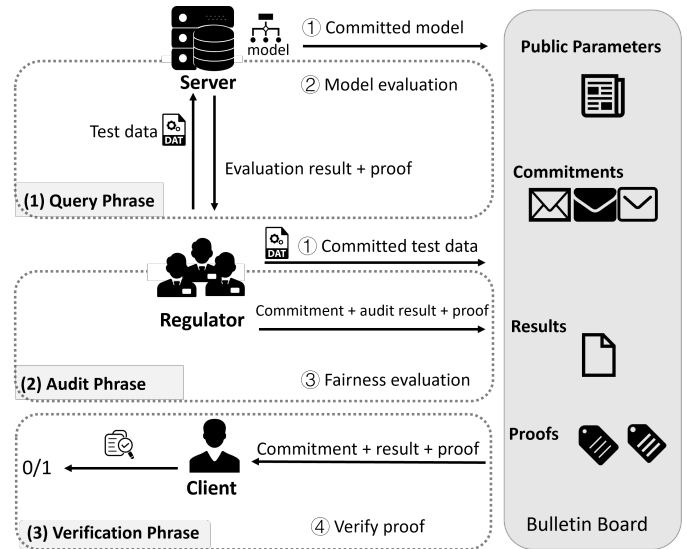 ① Committed model
model
Public Parameters
Server
② Model evaluation
Test data
DAT
Evaluation result + proof
Commitments
(1) Query Phrase
DAT
① Committed test data
Regulator
Commitment + audit result + proof
Results
(2) Audit Phrase
③ Fairness evaluation
Proofs
Commitment + result + proof
0/1
Client
(3) Verification Phrase
④ Verify proof
Bulletin Board